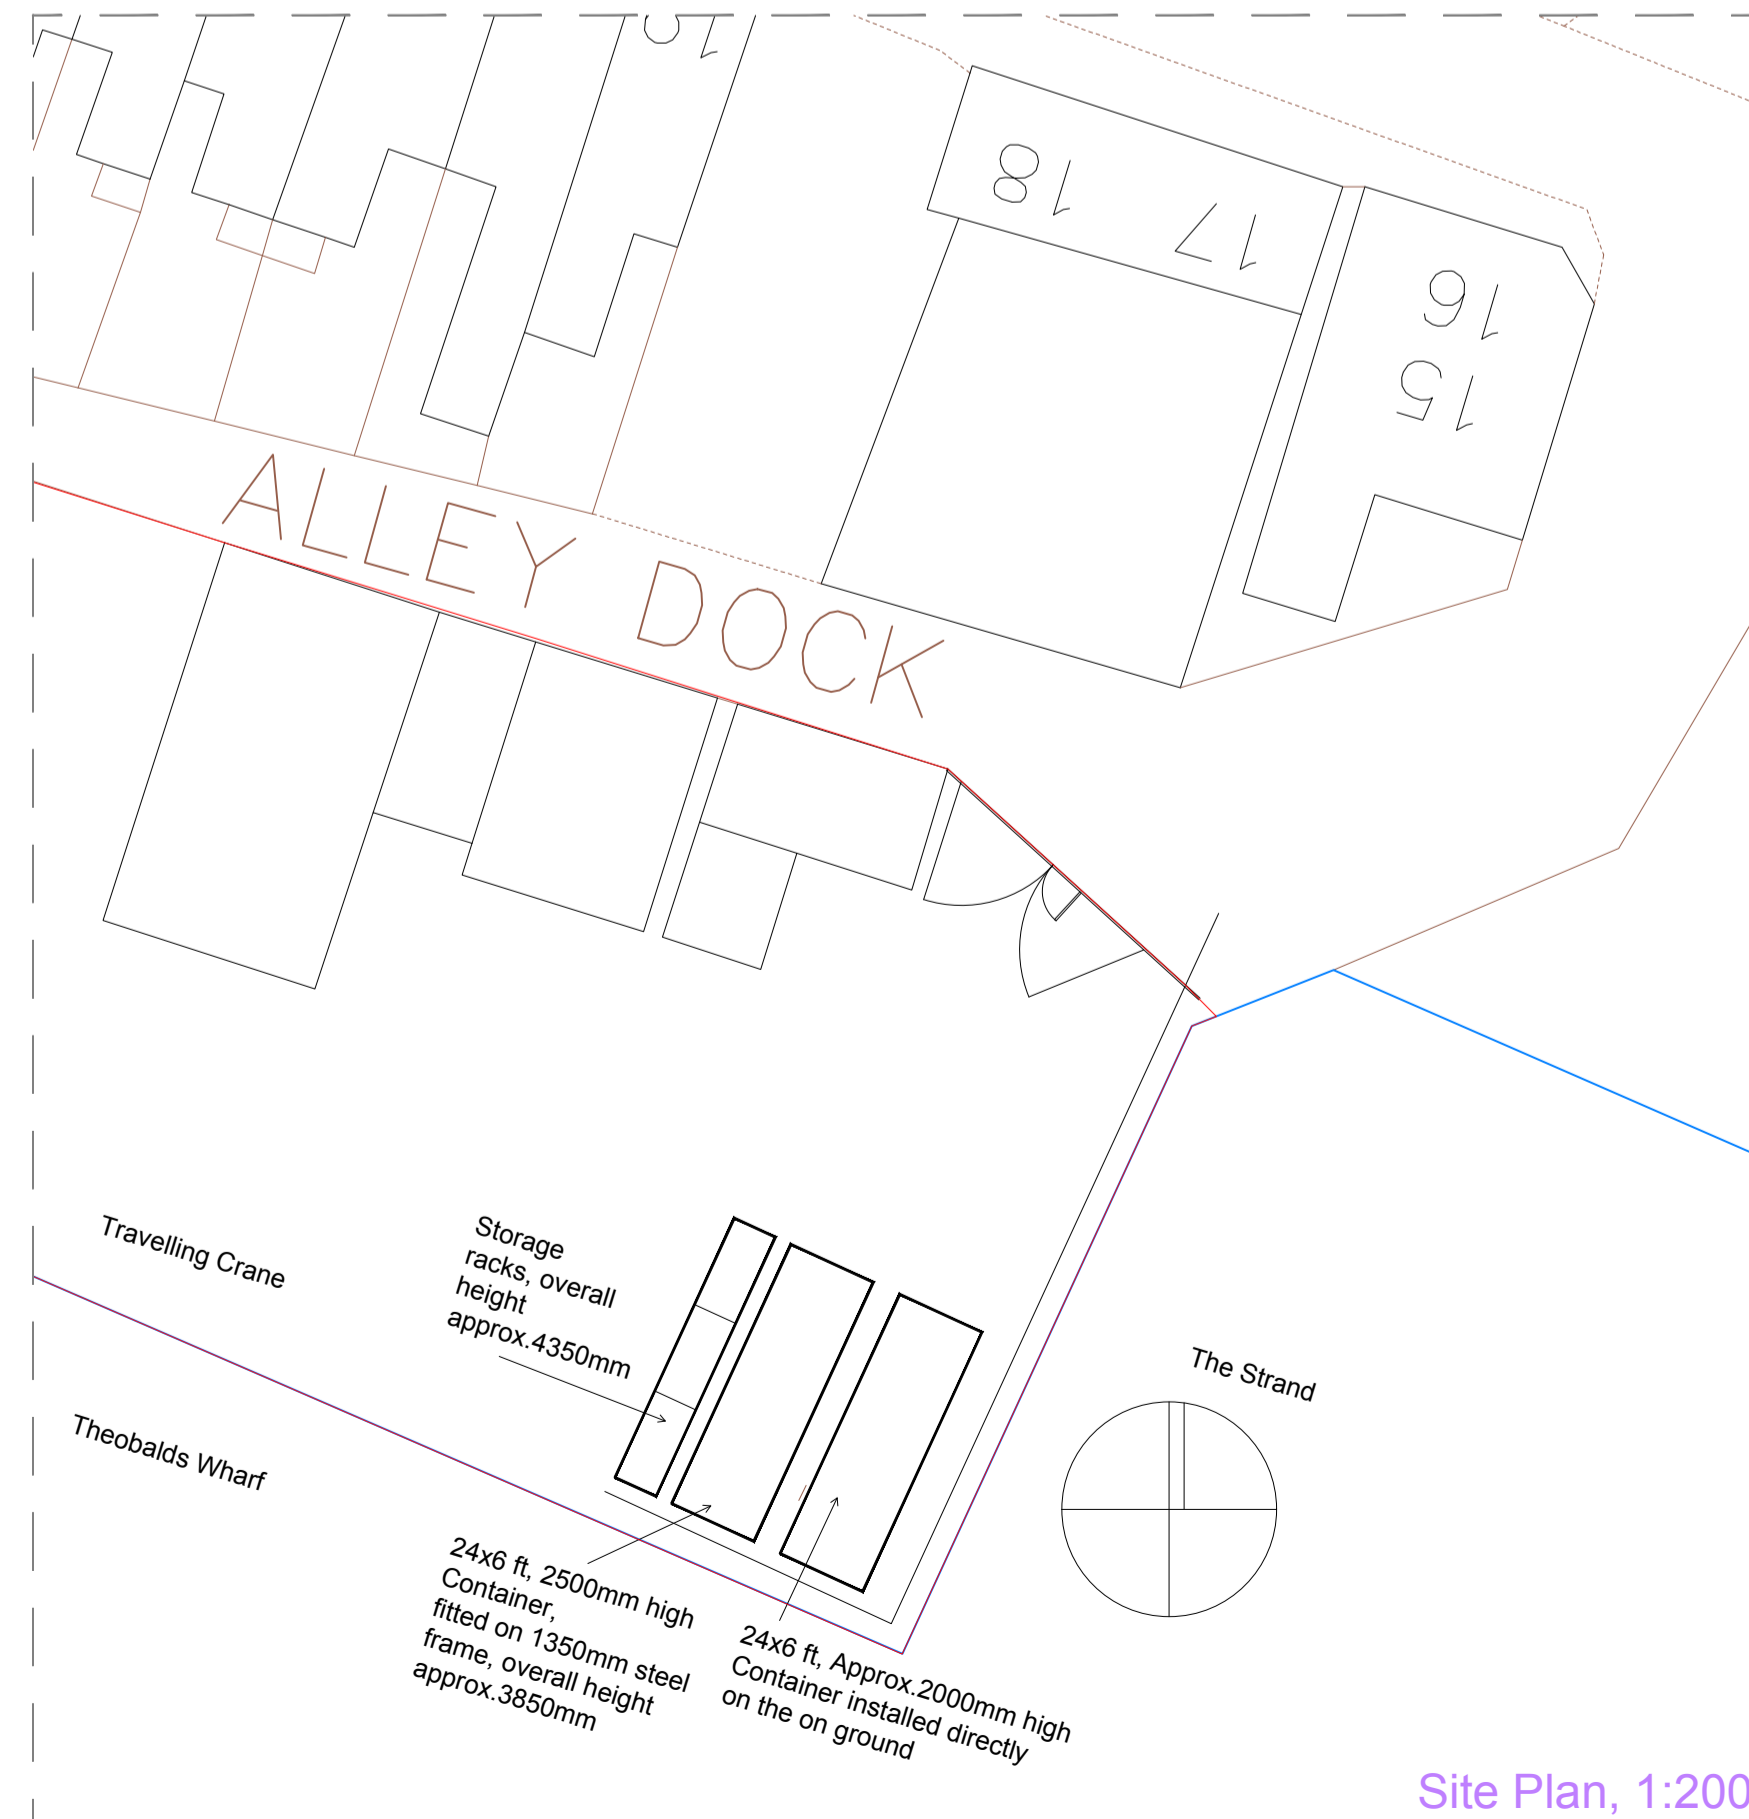 18
17
16
15
ALLEY DOCK
Travelling Crane
Storage
racks, overall
height
approx.4350mm
The Strand
Theobalds Wharf
24x6 ft, 2500mm high
Container,
fitted on 1350mm steel
frame, overall height
approx.3850mm
24x6 ft, Approx.2000mm high
Container installed directly
on the on ground
Site Plan, 1:200